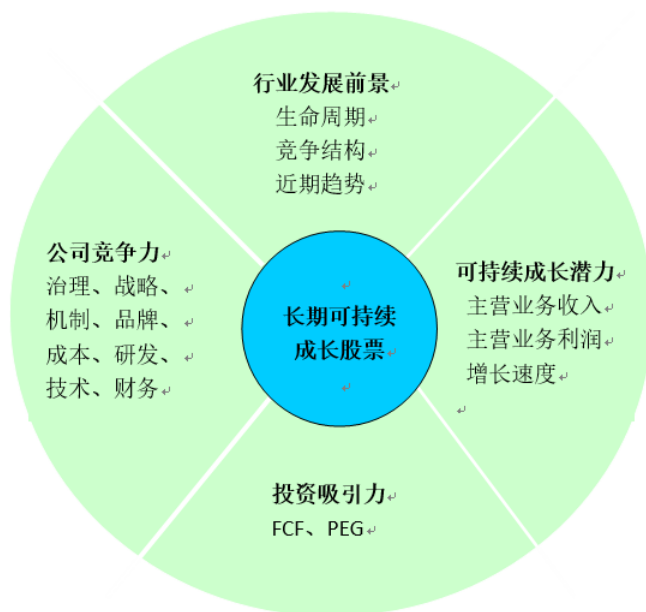 行业发展前景
生命周期
竞争结构
近期趋势
公司竞争力
治理、战略、
机制、品牌、
成本、研发、
技术、财务
长期可持续
成长股票
可持续成长潜力
主营业务收入
主营业务利润
增长速度
投资吸引力
FCF、PEG